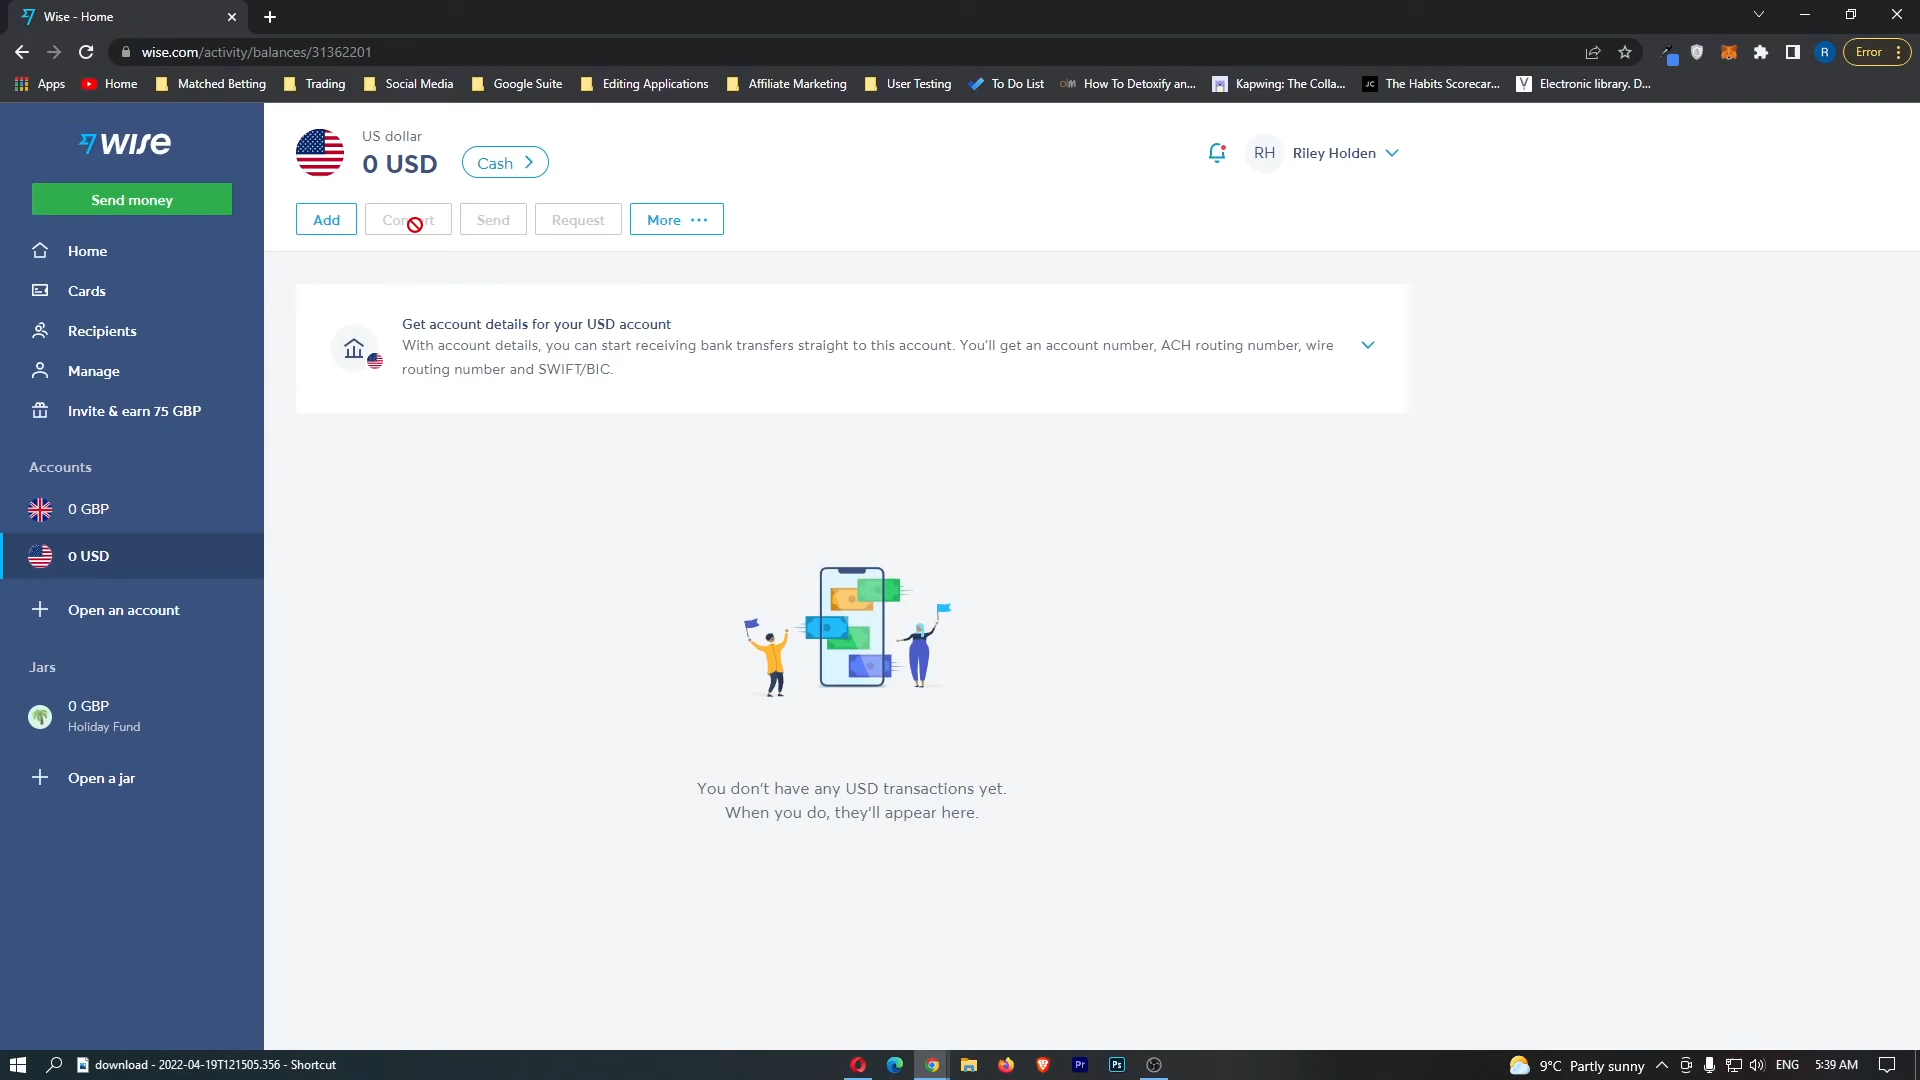 Wise - Home
wise.com/activity/balances/31362201
R
Error
Apps
Home
Matched Betting
Trading
Social Media
Google Suite
Editing Applications
Affiliate Marketing
User Testing
To Do List
How To Detoxify an...
Kapwing: The Colla...
JC
The Habits Scorecar...
Electronic library. D...
wise
Send money
Home
Cards
Recipients
Manage
Invite & earn 75 GBP
Accounts
0 GBP
0 USD
Open an account
Jars
0 GBP
Holiday Fund
Open a jar
US dollar
0 USD
Cash
RH
Riley Holden
Add
Send
Request
More
Get account details for your USD account
With account details, you can start receiving bank transfers straight to this account. You'll get an account number, ACH routing number, wire
routing number and SWIFT/BIC.
You don't have any USD transactions yet.
When you do, they'll appear here.
download - 2022-04-19T121505.356 - Shortcut
Pr
Ps
9°C Partly sunny
ENG
5:39 AM